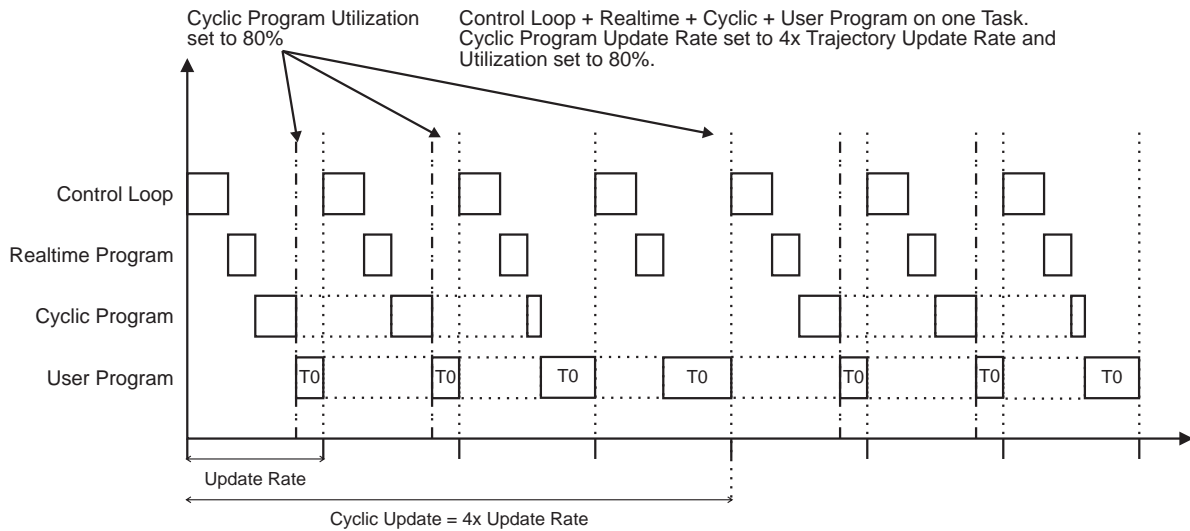 Cyclic Program Utilization
set to 80%
Control Loop + Realtime + Cyclic + User Program on one Task.
Cyclic Program Update Rate set to 4x Trajectory Update Rate and
Utilization set to 80%.
Control Loop
Realtime Program
Cyclic Program
User Program
T0
T0
T0
T0
T0
T0
T0
Update Rate
Cyclic Update = 4x Update Rate